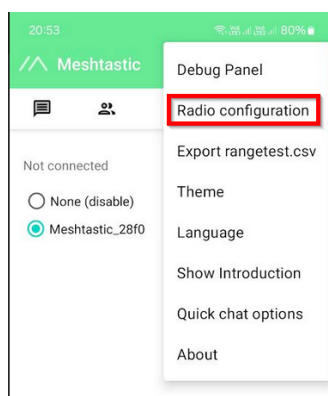 20:53
80%
Meshtastic
Debug Panel
Radio configuration
Export rangetest.csv
Not connected
Theme
None (disable)
Language
Meshtastic_28f0
Show Introduction
Quick chat options
About